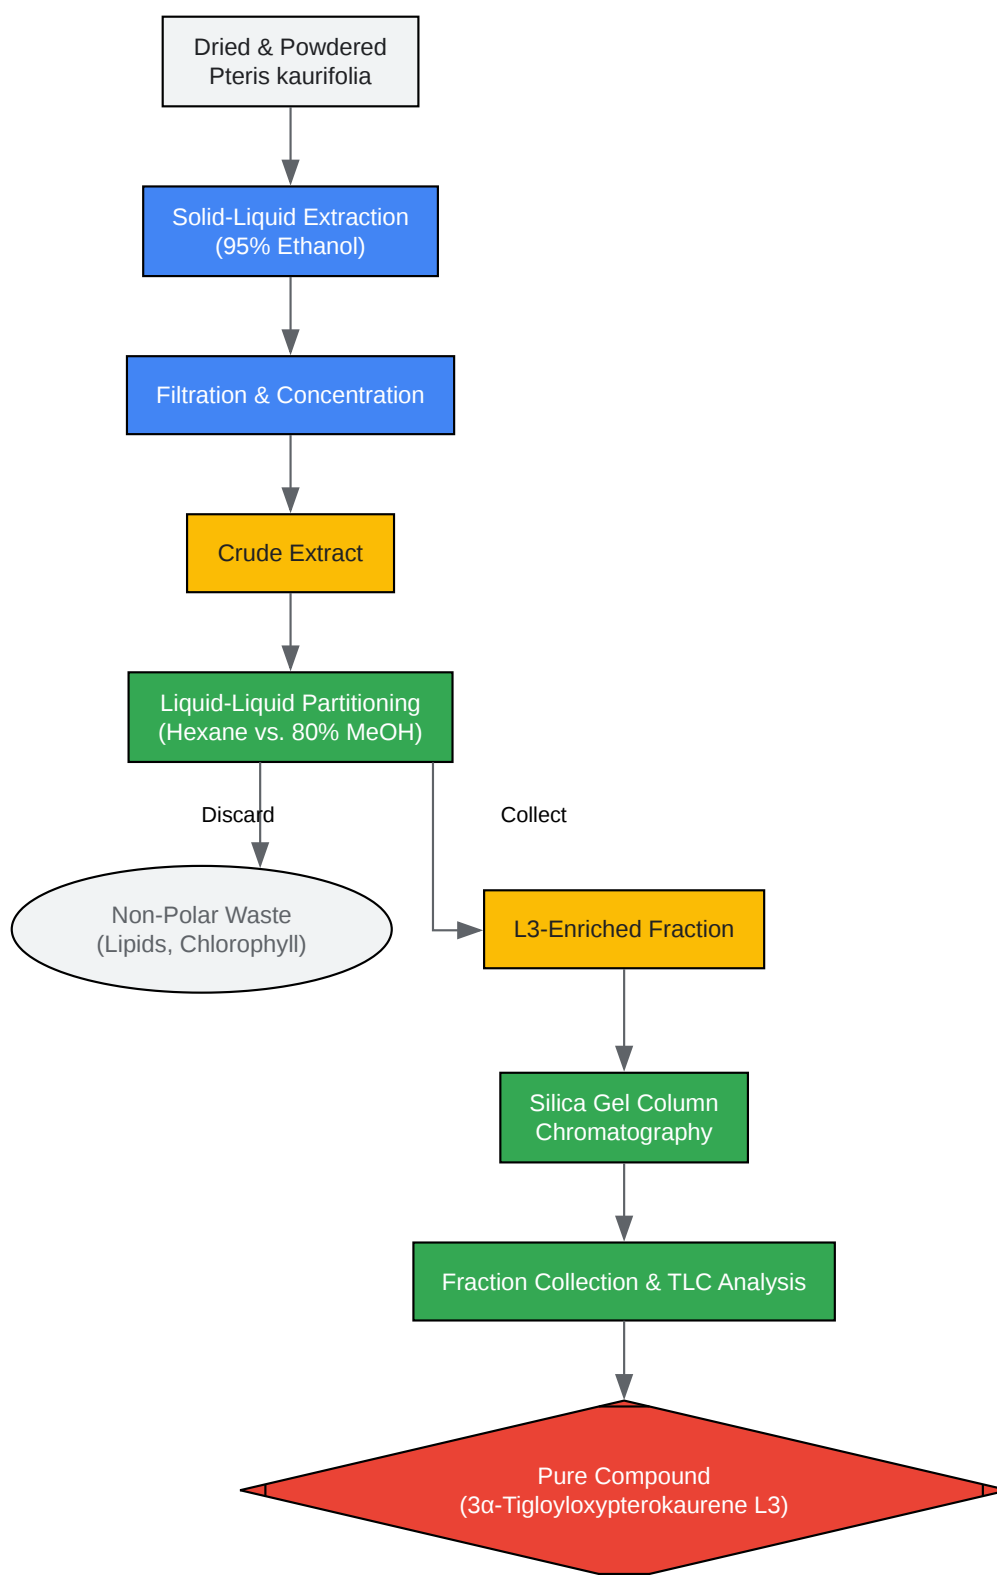 Dried & Powdered
Pteris kaurifolia
Solid-Liquid Extraction
(95% Ethanol)
Filtration & Concentration
Crude Extract
Liquid-Liquid Partitioning
(Hexane vs. 80% MeOH)
Discard
Collect
Non-Polar Waste
(Lipids, Chlorophyll)
L3-Enriched Fraction
Silica Gel Column
Chromatography
Fraction Collection & TLC Analysis
Pure Compound
(3α-Tigloyloxypterokaurene L3)